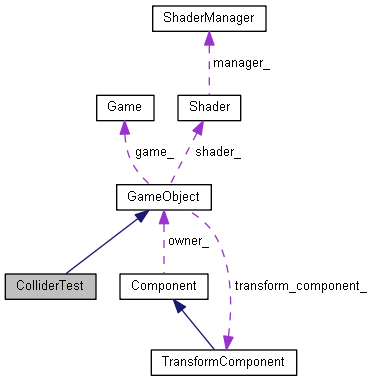 ShaderManager
manager_
Game
Shader
game_
shader_
GameObject
owner_
ColliderTest
Component
transform_component_
TransformComponent